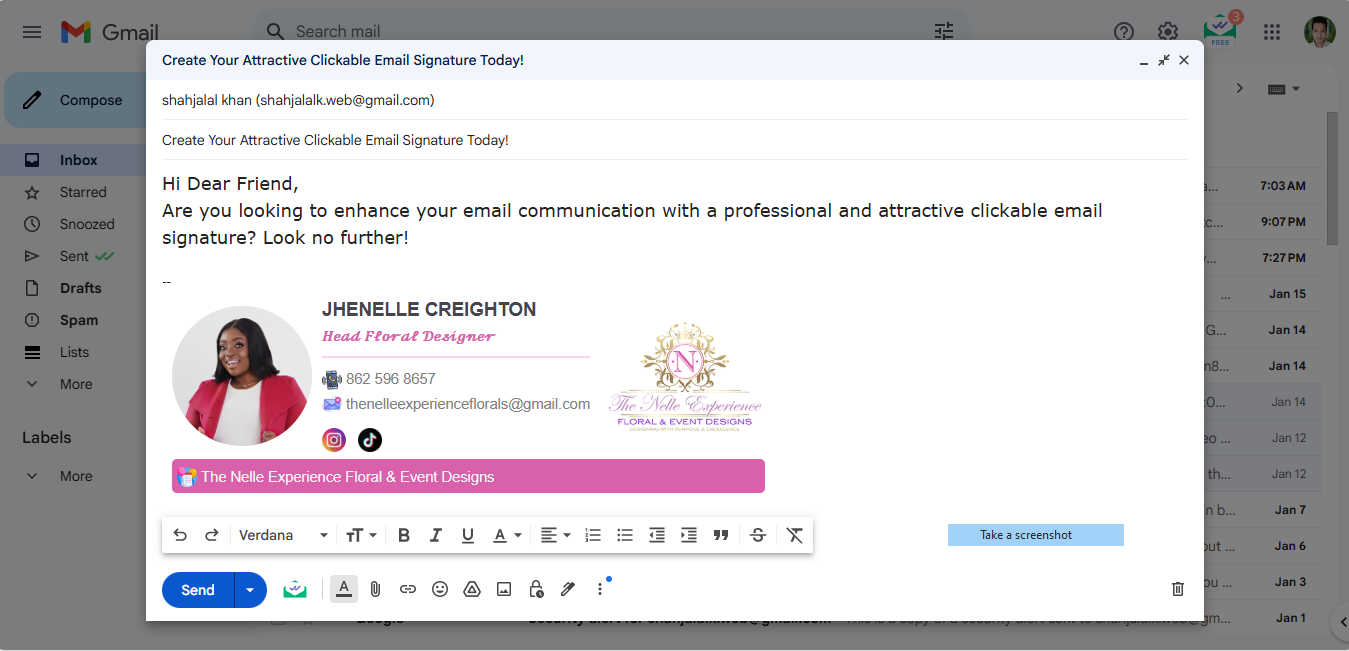 Gmail
Search mail
3
FREE
Create Your Attractive Clickable Email Signature Today!
Compose
shahjalal khan (shahjalalk.web@gmail.com)
Create Your Attractive Clickable Email Signature Today!
Inbox
Starred
Snoozed
Sent
Drafts
Spam
Lists
More
Labels
More
Hi Dear Friend,
Are you looking to enhance your email communication with a professional and attractive clickable email
signature? Look no further!
--
JHENELLE CREIGHTON
Head Floral Designer
862 596 8657
thenelleexperienceflorals@gmail.com
N
The Nelle Experience
FLORAL & EVENT DESIGNS
DESIGNING WITH PURPOSE & EXCELLENCE
The Nelle Experience Floral & Event Designs
Verdana
Take a screenshot
Send
7:03 AM
9:07 PM
7:27 PM
... Jan 15
G... Jan 14
Jan 14
Jan 14
Jan 12
th... Jan 12
Jan 7
Jan 6
Jan 3
Jan 1